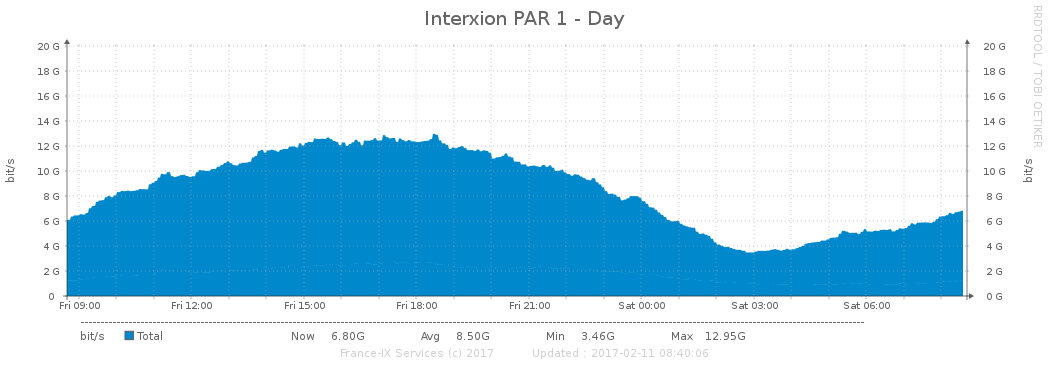 Interxion PAR 1 - Day
RRDTOOL / TOBI OETIKER
bit/s
bit/s
20 G 20 G
18 G 18 G
16 G 16 G
14 G 14 G
12 G 12 G
10 G 10 G
8 G 8 G
6 G 6 G
4 G 4 G
2 G 2 G
0 0 G
Fri 09:00 Fri 12:00 Fri 15:00 Fri 18:00 Fri 21:00 Sat 00:00 Sat 03:00 Sat 06:00
bit/s Total Now 6.80G Avg 8.50G Min 3.46G Max 12.95G
France-IX Services (c) 2017 Updated : 2017-02-11 08:40:06